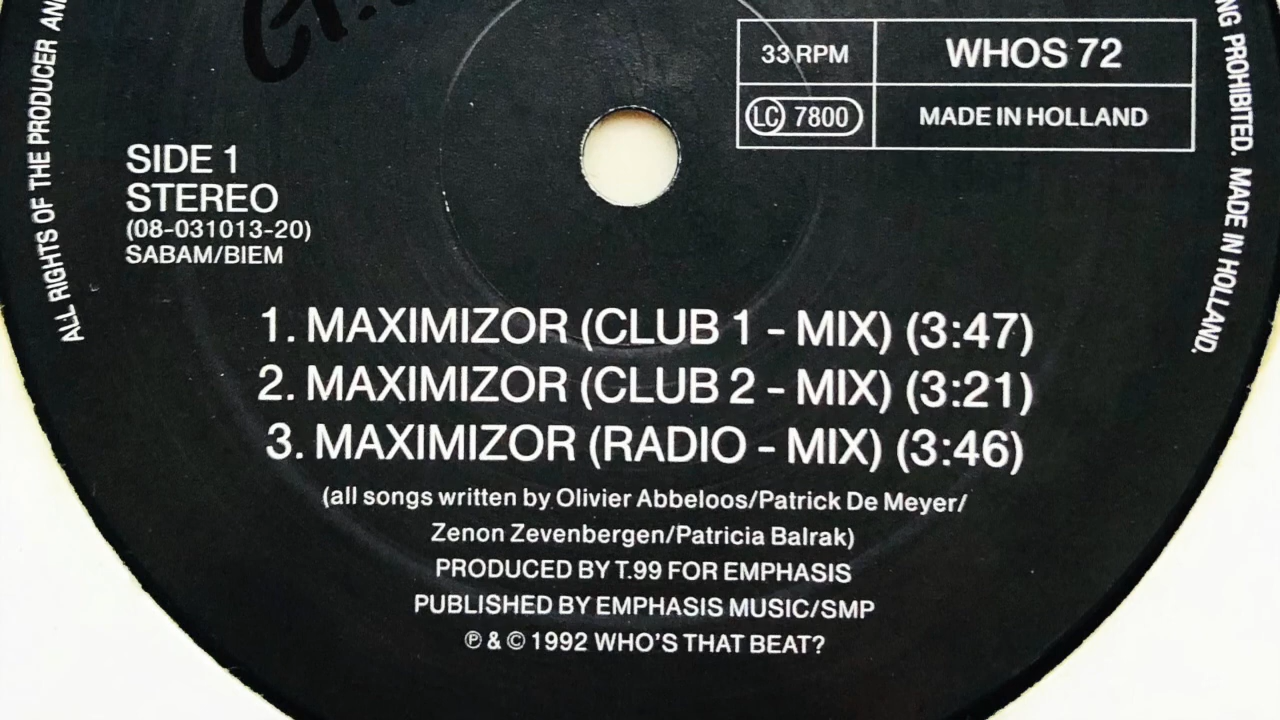 33 RPM
WHOS 72
LC 7800
MADE IN HOLLAND
SIDE 1
STEREO
(08-031013-20)
SABAM/BIEM
1. MAXIMIZOR (CLUB 1 - MIX) (3:47)
2. MAXIMIZOR (CLUB 2 - MIX) (3:21)
3. MAXIMIZOR (RADIO - MIX) (3:46)
(all songs written by Olivier Abbeloos/Patrick De Meyer/
Zenon Zevenbergen/Patricia Balrak)
PRODUCED BY T.99 FOR EMPHASIS
PUBLISHED BY EMPHASIS MUSIC/SMP
℗ & © 1992 WHO'S THAT BEAT?
ALL RIGHTS OF THE PRODUCER
PROHIBITED. MADE IN HOLLAND.